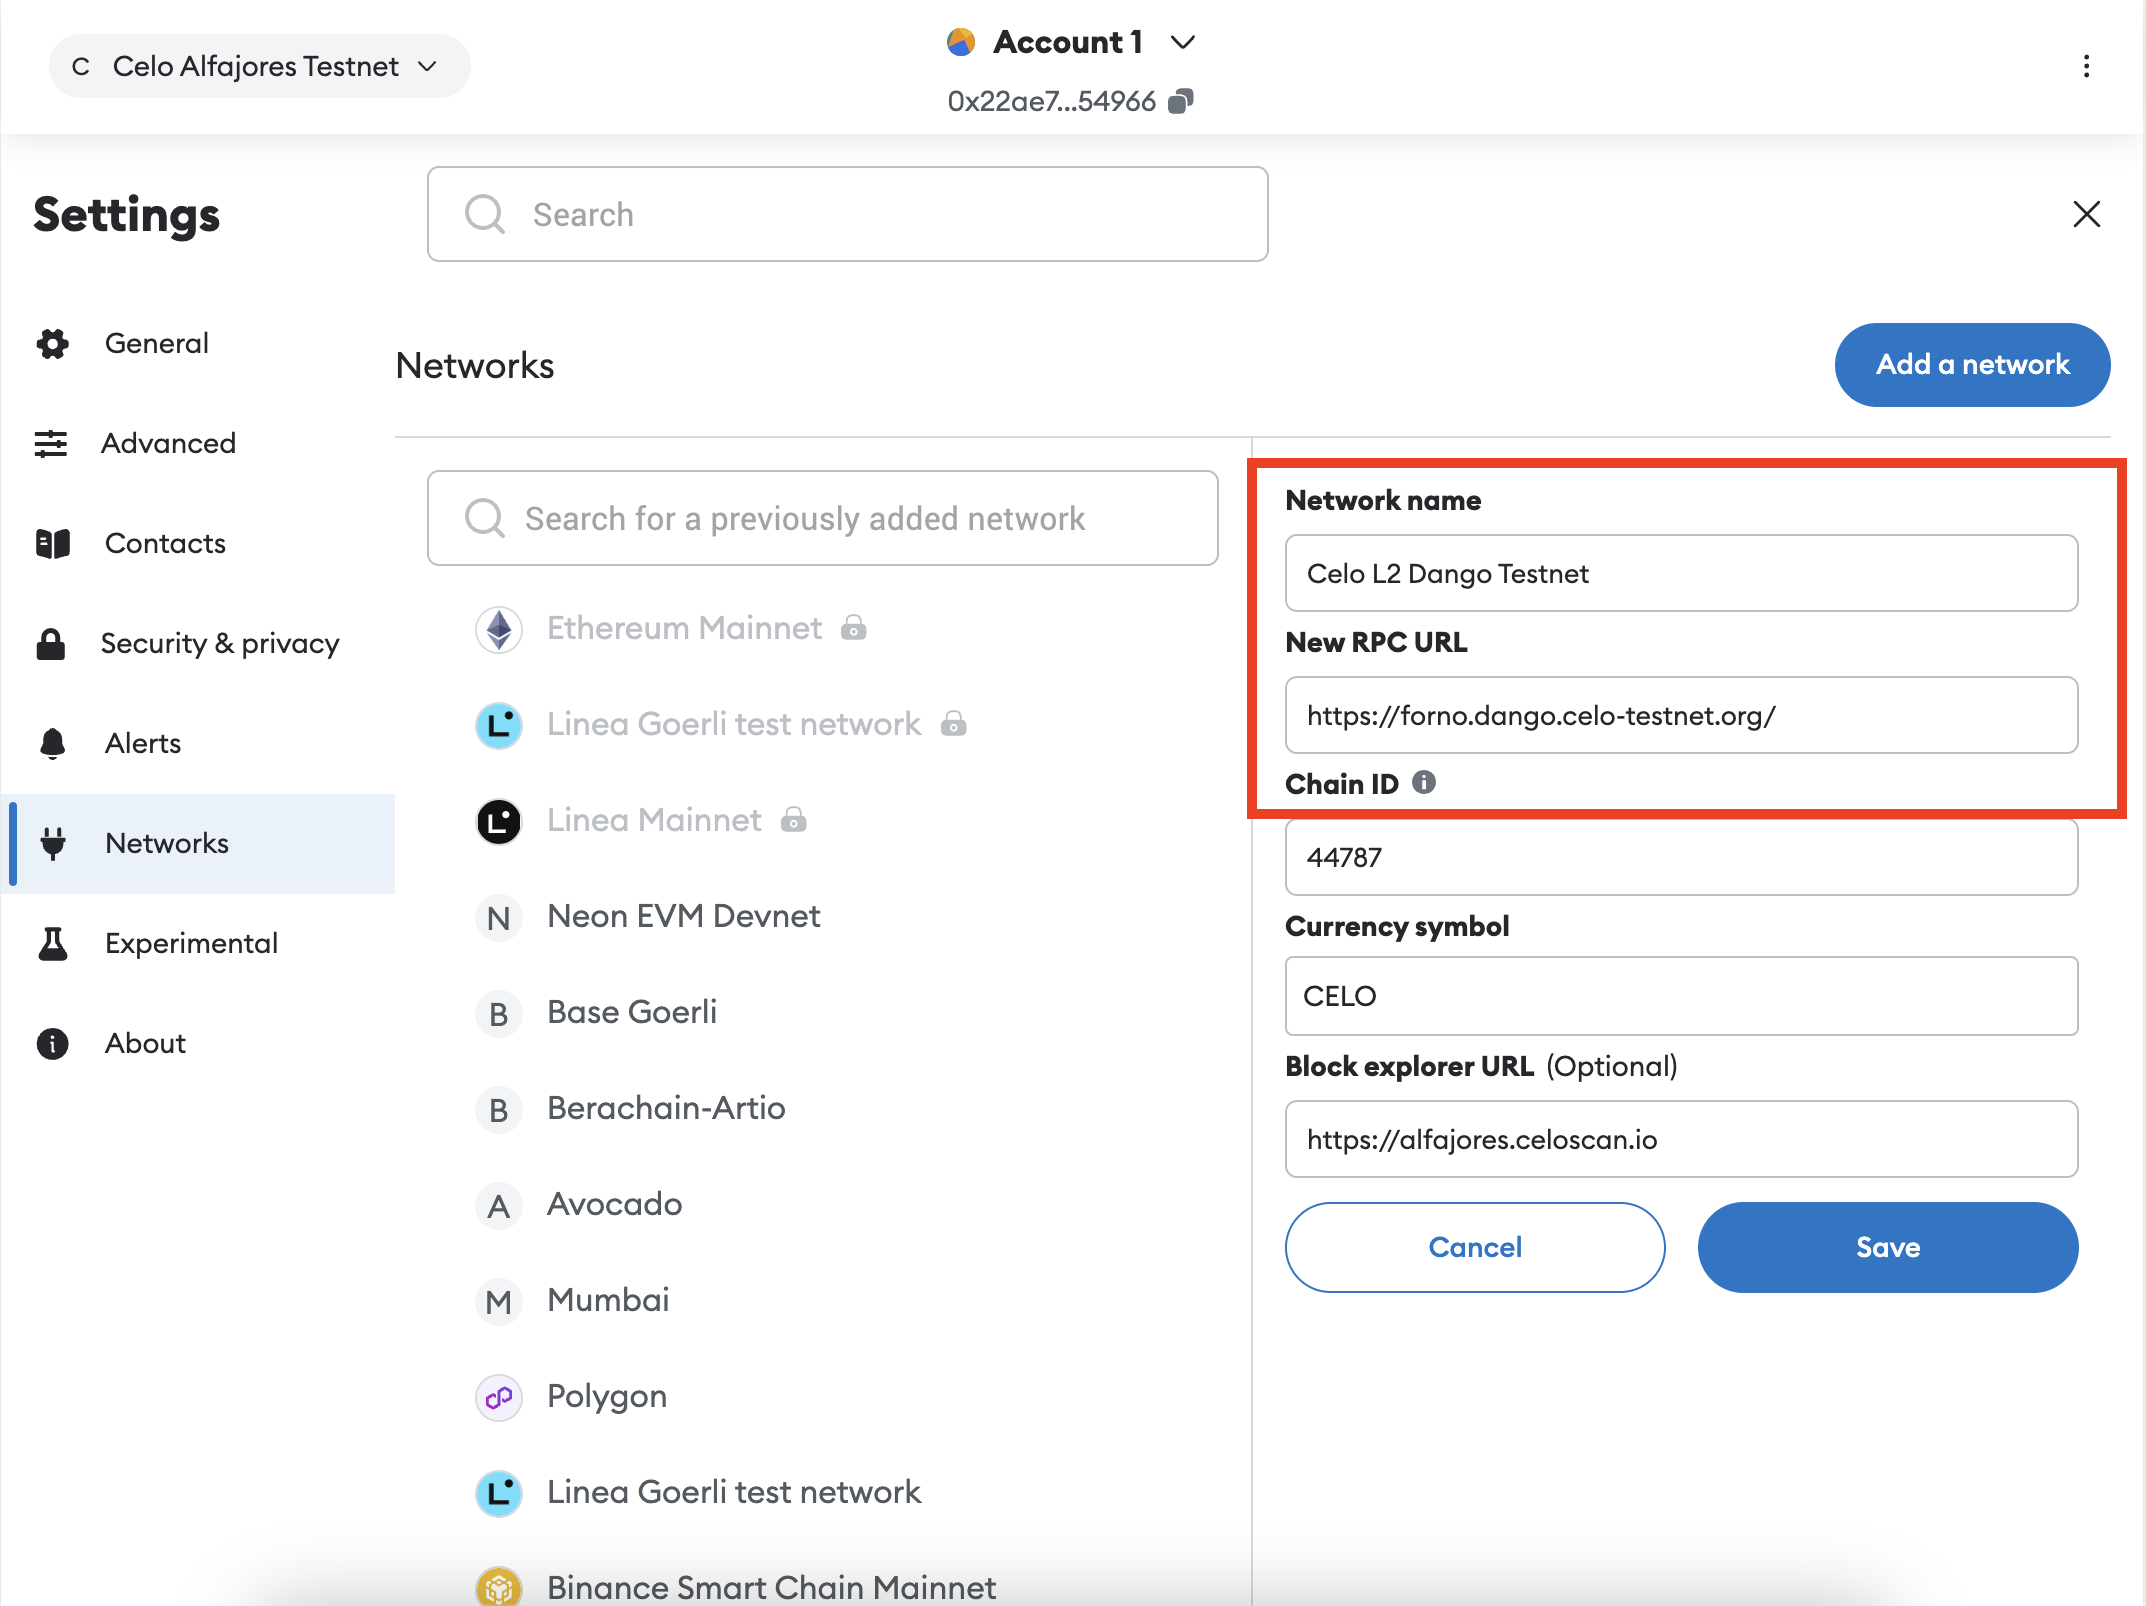 C Celo Alfajores Testnet
Account 1
0x22ae7...54966
Settings
Search
General
Advanced
Contacts
Security & privacy
Alerts
Networks
Experimental
About
Networks
Add a network
Search for a previously added network
Ethereum Mainnet
L Linea Goerli test network
L Linea Mainnet
N Neon EVM Devnet
B Base Goerli
B Berachain-Artio
A Avocado
M Mumbai
Polygon
L Linea Goerli test network
Binance Smart Chain Mainnet
Network name
Celo L2 Dango Testnet
New RPC URL
https://forno.dango.celo-testnet.org/
Chain ID
44787
Currency symbol
CELO
Block explorer URL (Optional)
https://alfajores.celoscan.io
Cancel
Save